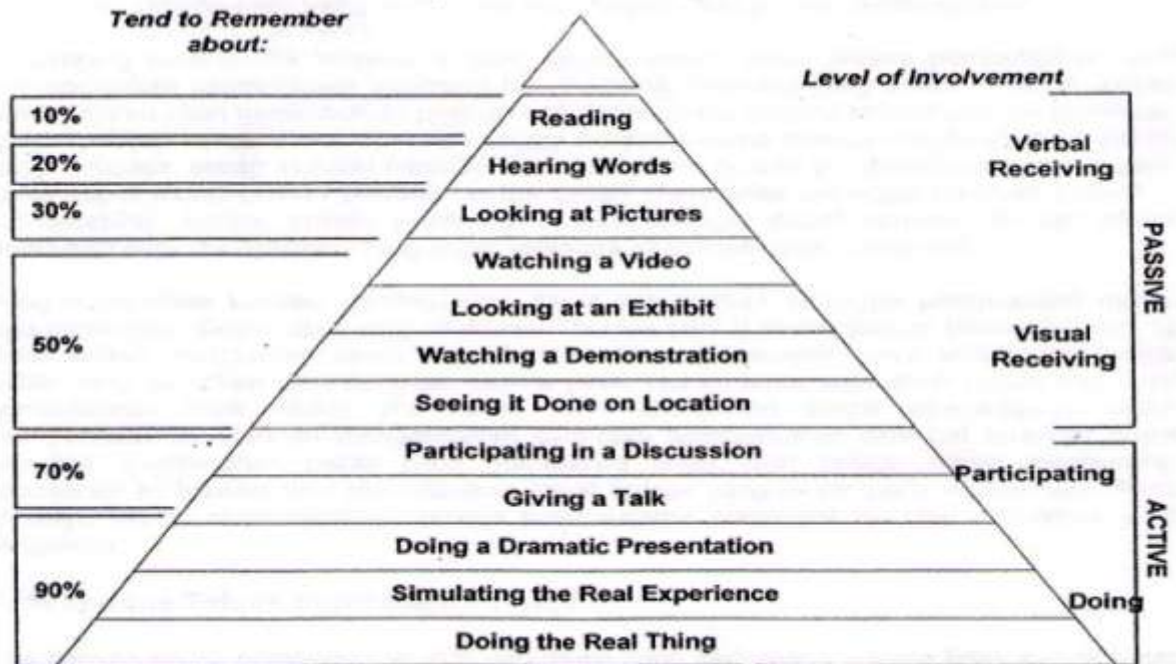 Tend to Remember
about:
Level of Involvement
10%
Reading
20%
Hearing Words
Verbal
Receiving
30%
Looking at Pictures
Watching a Video
50%
Looking at an Exhibit
Watching a Demonstration
Visual
Receiving
Seeing it Done on Location
PASSIVE
70%
Participating in a Discussion
Giving a Talk
Participating
90%
Doing a Dramatic Presentation
Simulating the Real Experience
Doing the Real Thing
Doing
ACTIVE